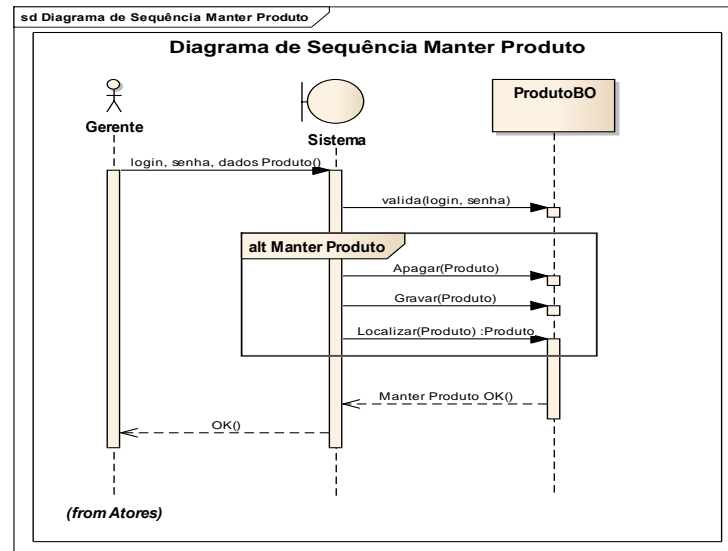 sd Diagrama de Sequência Manter Produto
Diagrama de Sequência Manter Produto
Gerente
Sistema
ProdutoBO
login, senha, dados Produto()
valida(login, senha)
alt Manter Produto
Apagar(Produto)
Gravar(Produto)
Localizar(Produto) :Produto
Manter Produto OK()
OK()
(from Atores)